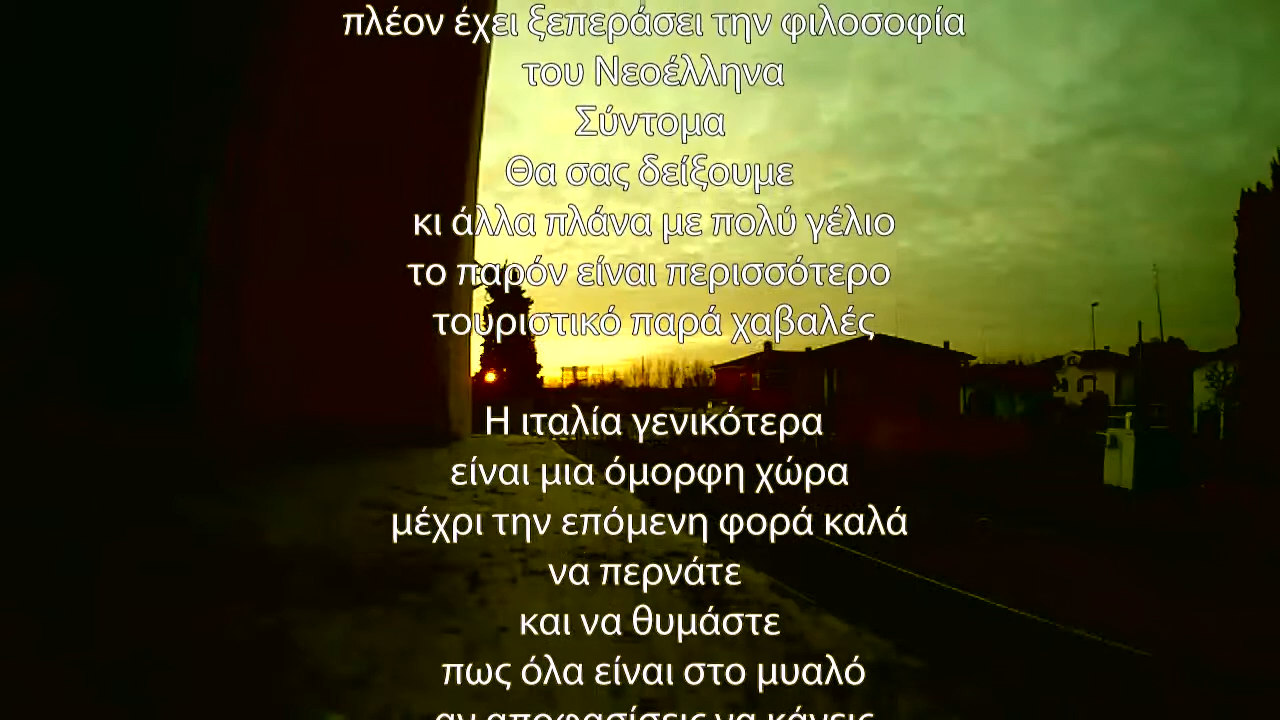 πλέον έχει ξεπεράσει την φιλοσοφία
του Νεοέλληνα
Σύντομα
Θα σας δείξουμε
κι άλλα πλάνα με πολύ γέλιο
το παρόν είναι περισσότερο
τουριστικό παρά χαβαλές
Η ιταλία γενικότερα
είναι μια όμορφη χώρα
μέχρι την επόμενη φορά καλά
να περνάτε
και να θυμάστε
πως όλα είναι στο μυαλό
αν αποφασίσεις να κάνεις